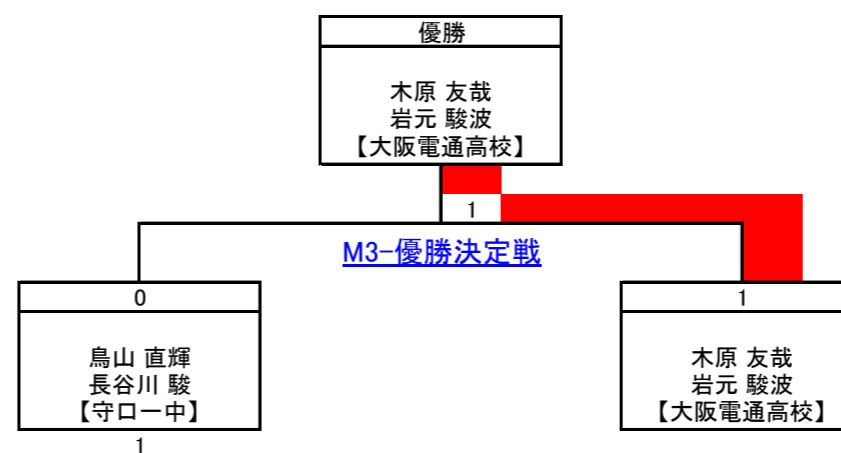 優勝
木原 友哉
岩元 駿波
【大阪電通高校】
1
M3-優勝決定戦
0
鳥山 直輝
長谷川 駿
【守口一中】
1
1
木原 友哉
岩元 駿波
【大阪電通高校】